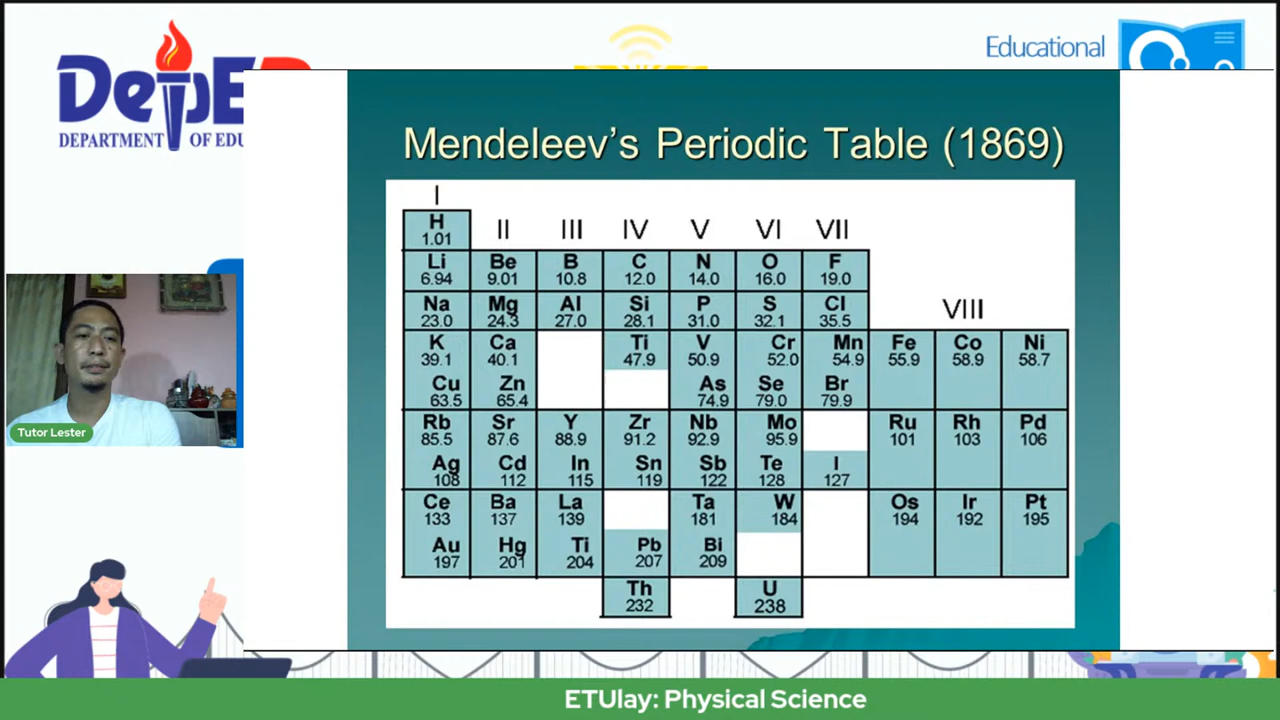 Educational
DepED
DEPARTMENT OF EDU
Mendeleev's Periodic Table (1869)
I
H
1.01
II III IV V VI VII
Li Be B C N O F
6.94 9.01 10.8 12.0 14.0 16.0 19.0
Na Mg Al Si P S Cl
23.0 24.3 27.0 28.1 31.0 32.1 35.5
VIII
K Ca Ti V Cr Mn Fe Co Ni
39.1 40.1 47.9 50.9 52.0 54.9 55.9 58.9 58.7
Cu Zn As Se Br
63.5 65.4 74.9 79.0 79.9
Rb Sr Y Zr Nb Mo Ru Rh Pd
85.5 87.6 88.9 91.2 92.9 95.9 101 103 106
Ag Cd In Sn Sb Te I
108 112 115 119 122 128 127
Ce Ba La Ta W Os Ir Pt
133 137 139 181 184 194 192 195
Au Hg Ti Pb Bi
197 201 204 207 209
Th U
232 238
Tutor Lester
ETUlay: Physical Science